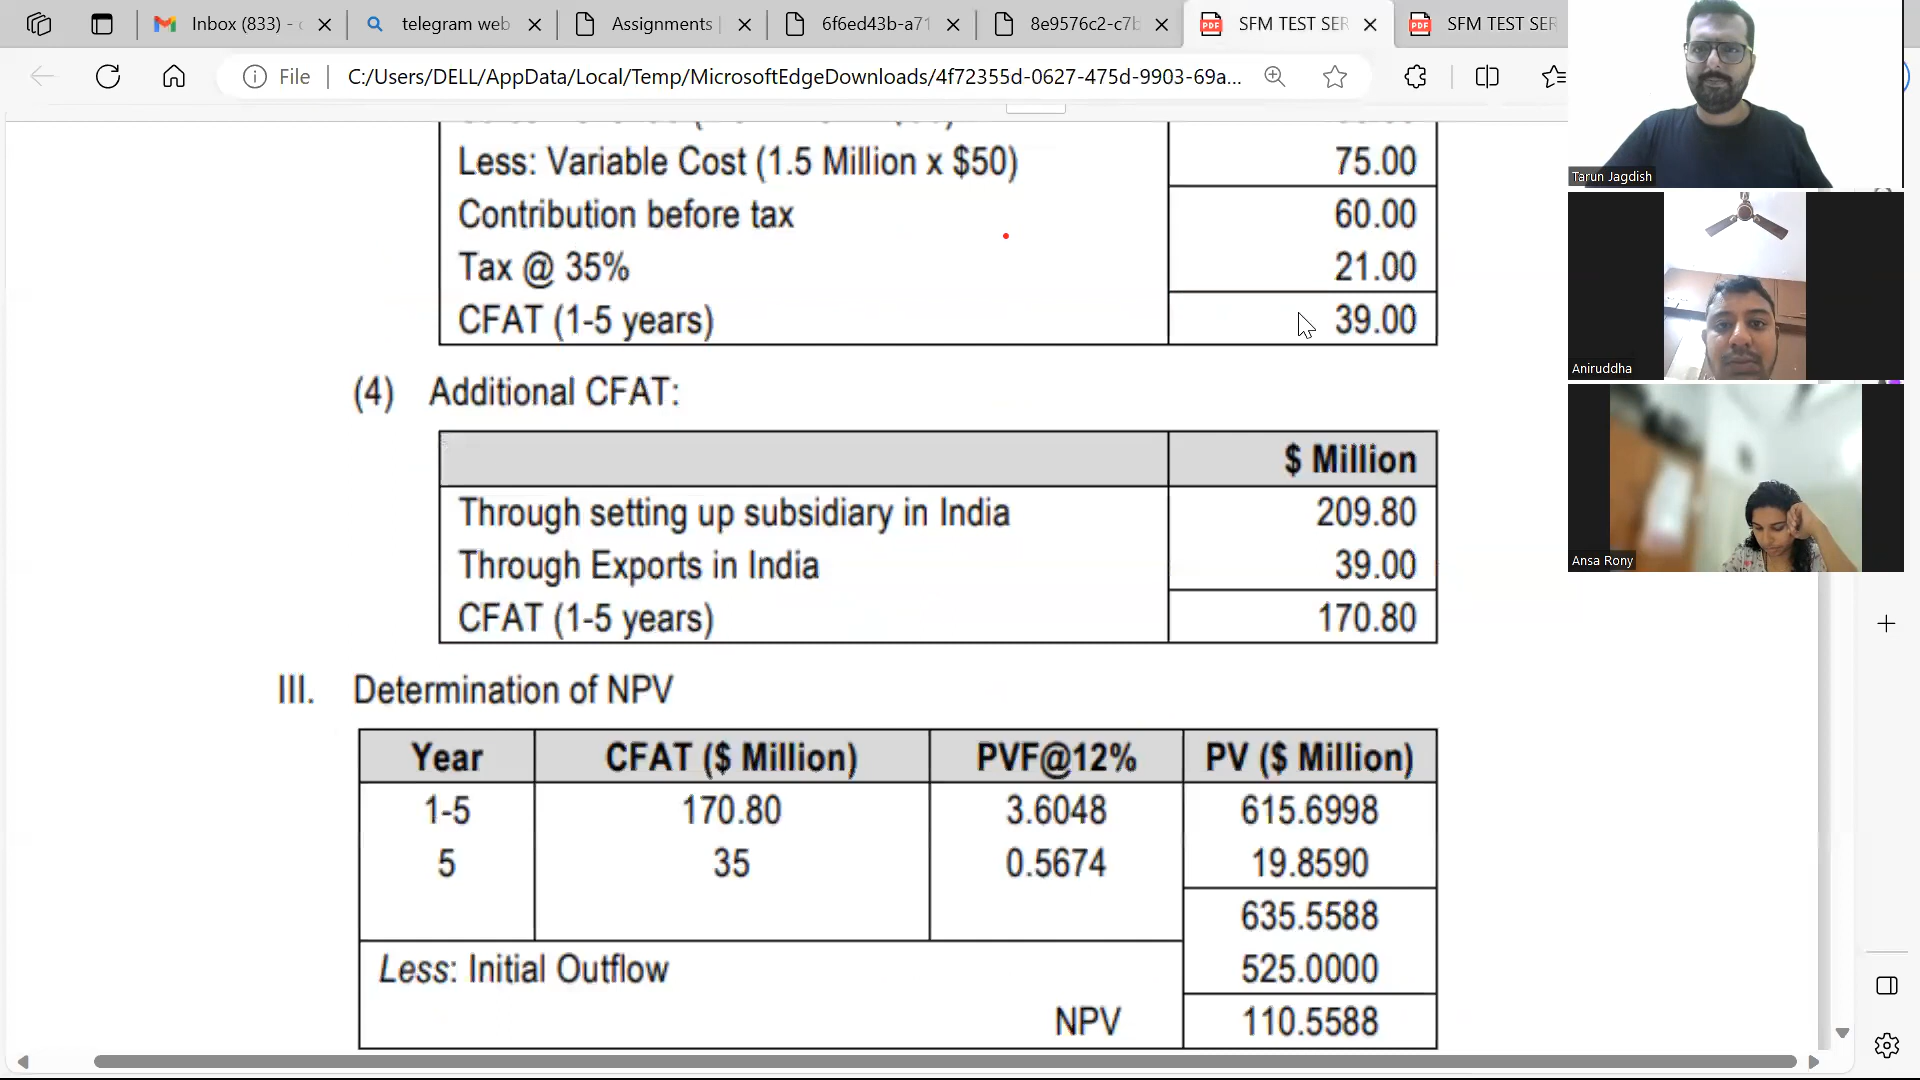 Inbox (833) -
telegram web
Assignments
6f6ed43b-a71
8e9576c2-c7b
SFM TEST SER
SFM TEST SER
File
C:/Users/DELL/AppData/Local/Temp/MicrosoftEdgeDownloads/4f72355d-0627-475d-9903-69a...
Less: Variable Cost (1.5 Million x $50) 75.00
Contribution before tax 60.00
Tax @ 35% 21.00
CFAT (1-5 years) 39.00
(4) Additional CFAT:
$ Million
Through setting up subsidiary in India 209.80
Through Exports in India 39.00
CFAT (1-5 years) 170.80
III. Determination of NPV
Year CFAT ($ Million) PVF@12% PV ($ Million)
1-5 170.80 3.6048 615.6998
5 35 0.5674 19.8590
635.5588
Less: Initial Outflow 525.0000
NPV 110.5588
Tarun Jagdish
Aniruddha
Ansa Rony